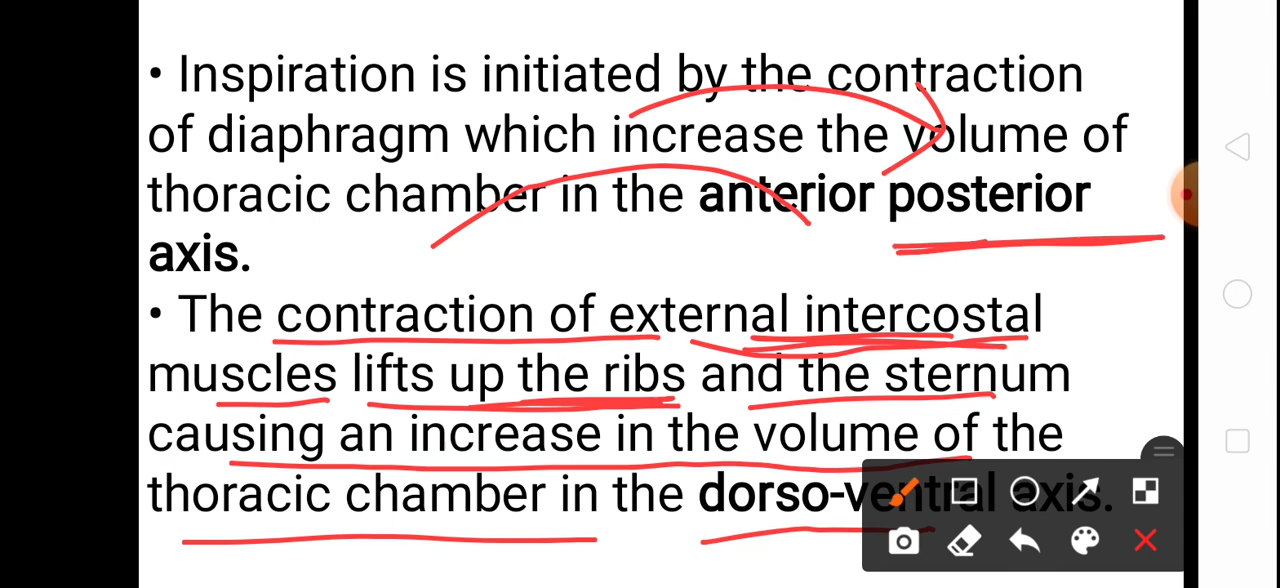 • Inspiration is initiated by the contraction
of diaphragm which increase the volume of
thoracic chamber in the anterior posterior
axis.
• The contraction of external intercostal
muscles lifts up the ribs and the sternum
causing an increase in the volume of the
thoracic chamber in the dorso-ventral axis.